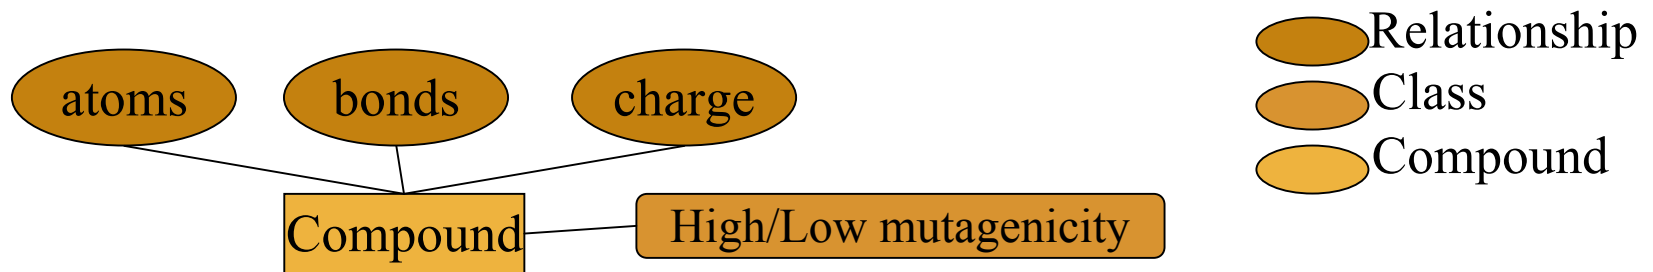 atoms
bonds
charge
Compound
High/Low mutagenicity
Relationship
Class
Compound